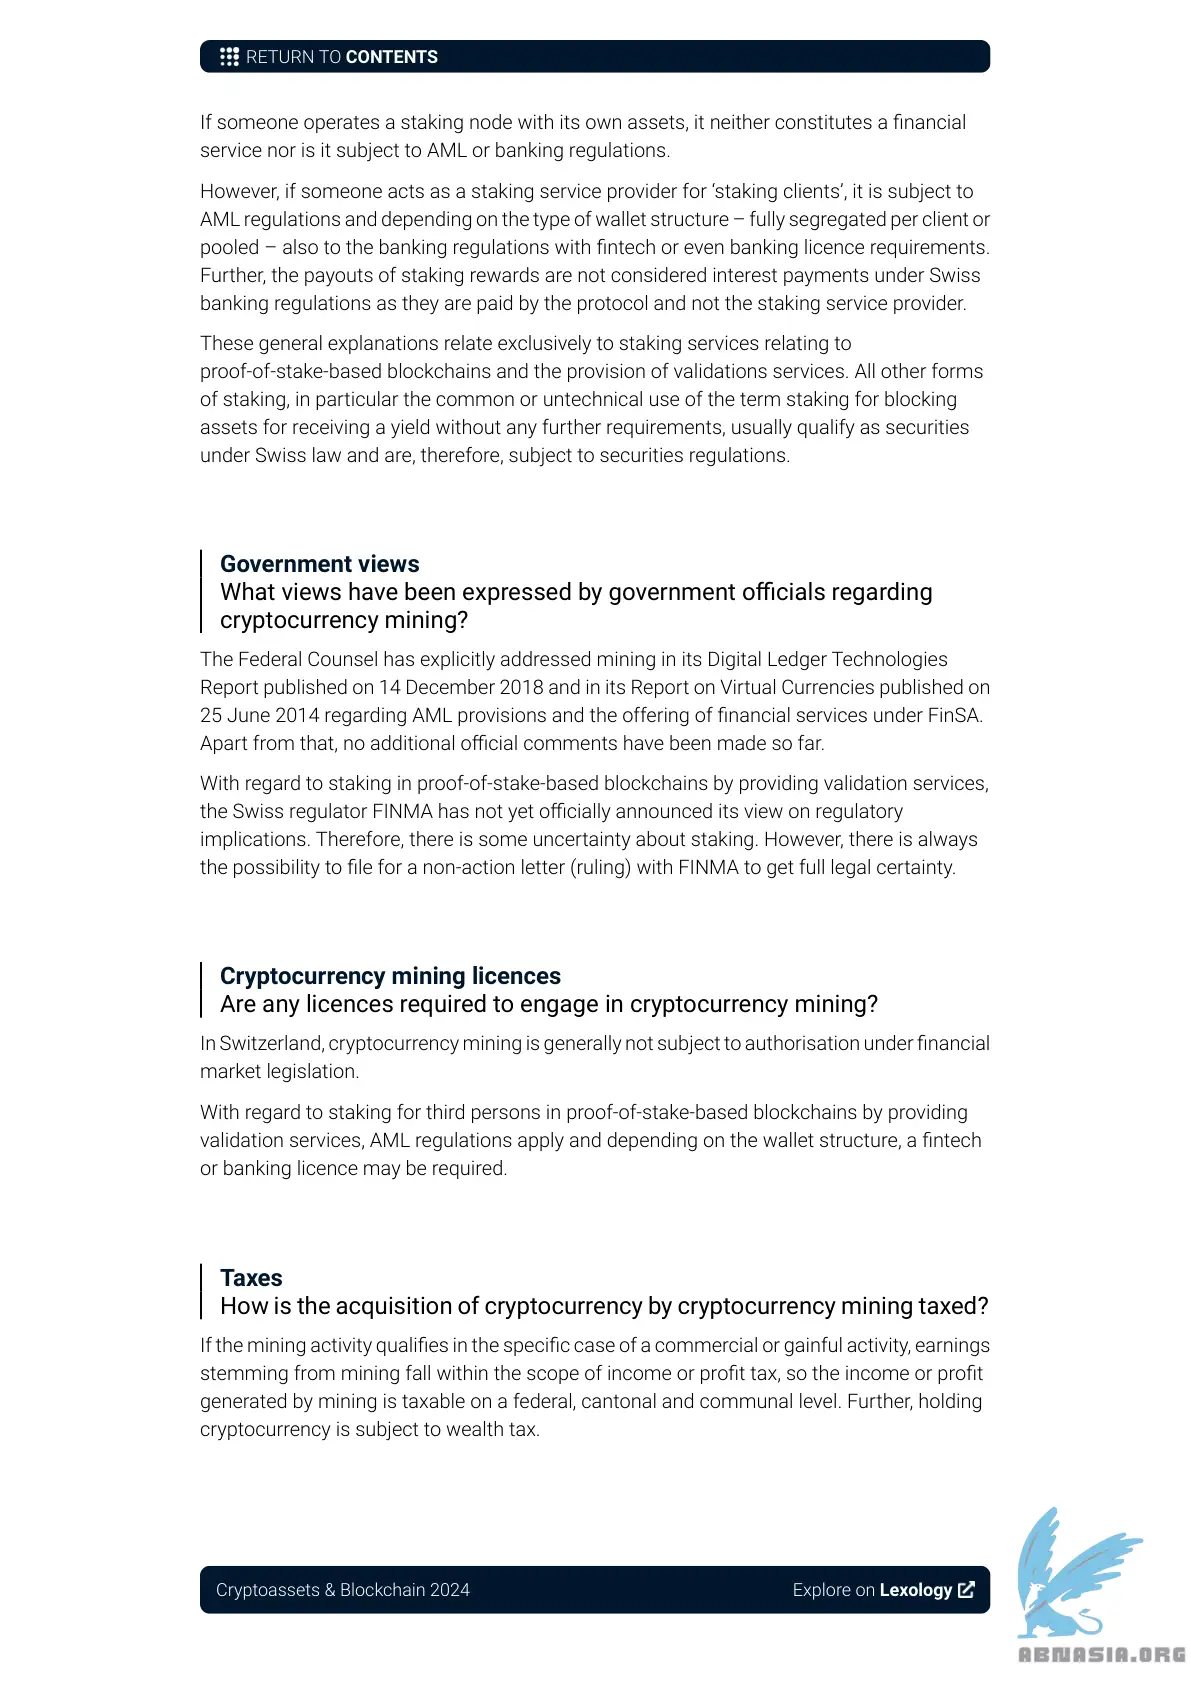 RETURN TO CONTENTS
If someone operates a staking node with its own assets, it neither constitutes a financial
service nor is it subject to AML or banking regulations.
However, if someone acts as a staking service provider for ‘staking clients’, it is subject to
AML regulations and depending on the type of wallet structure – fully segregated per client or
pooled – also to the banking regulations with fintech or even banking licence requirements.
Further, the payouts of staking rewards are not considered interest payments under Swiss
banking regulations as they are paid by the protocol and not the staking service provider.
These general explanations relate exclusively to staking services relating to
proof-of-stake-based blockchains and the provision of validations services. All other forms
of staking, in particular the common or untechnical use of the term staking for blocking
assets for receiving a yield without any further requirements, usually qualify as securities
under Swiss law and are, therefore, subject to securities regulations.
Government views
What views have been expressed by government officials regarding
cryptocurrency mining?
The Federal Counsel has explicitly addressed mining in its Digital Ledger Technologies
Report published on 14 December 2018 and in its Report on Virtual Currencies published on
25 June 2014 regarding AML provisions and the offering of financial services under FinSA.
Apart from that, no additional official comments have been made so far.
With regard to staking in proof-of-stake-based blockchains by providing validation services,
the Swiss regulator FINMA has not yet officially announced its view on regulatory
implications. Therefore, there is some uncertainty about staking. However, there is always
the possibility to file for a non-action letter (ruling) with FINMA to get full legal certainty.
Cryptocurrency mining licences
Are any licences required to engage in cryptocurrency mining?
In Switzerland, cryptocurrency mining is generally not subject to authorisation under financial
market legislation.
With regard to staking for third persons in proof-of-stake-based blockchains by providing
validation services, AML regulations apply and depending on the wallet structure, a fintech
or banking licence may be required.
Taxes
How is the acquisition of cryptocurrency by cryptocurrency mining taxed?
If the mining activity qualifies in the specific case of a commercial or gainful activity, earnings
stemming from mining fall within the scope of income or profit tax, so the income or profit
generated by mining is taxable on a federal, cantonal and communal level. Further, holding
cryptocurrency is subject to wealth tax.
Cryptoassets & Blockchain 2024
Explore on Lexology
ABNASIA.ORG